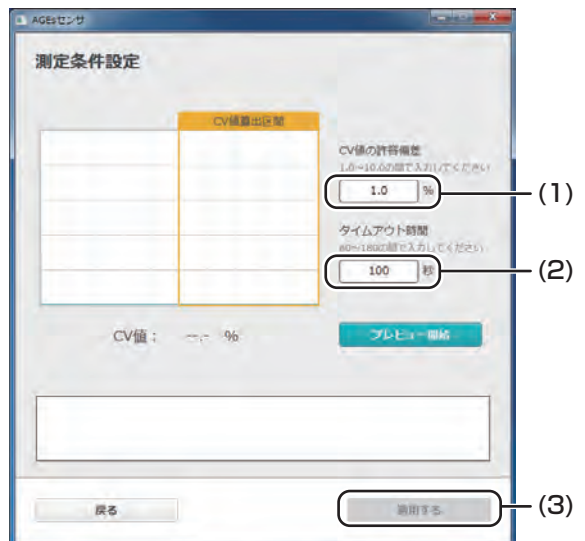 AGEsセンサ
測定条件設定
CV値算出区間
CV値の許容偏差
1.0~10.0の間で入力してください
1.0 %
(1)
タイムアウト時間
60~180の間で入力してください
100 秒
(2)
CV値： --.- %
プレビュー開始
戻る
適用する
(3)